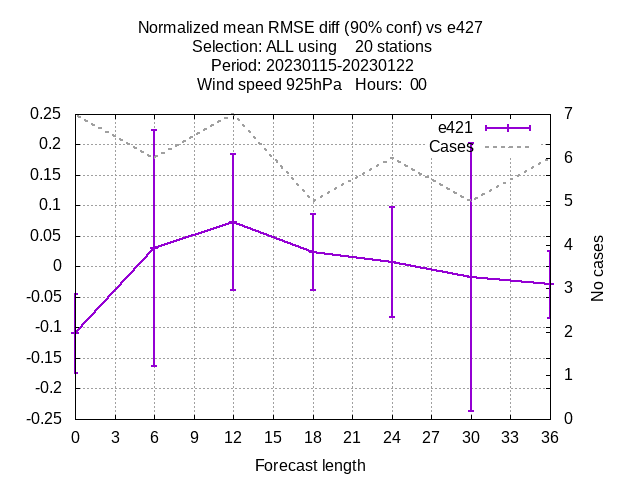 Normalized mean RMSE diff (90% conf) vs e427
Selection: ALL using    20 stations
Period: 20230115-20230122
Wind speed 925hPa   Hours:  00
e421
Cases
0.25
0.2
0.15
0.1
0.05
0
-0.05
-0.1
-0.15
-0.2
-0.25
7
6
5
4
3
2
1
0
No cases
0 3 6 9 12 15 18 21 24 27 30 33 36
Forecast length